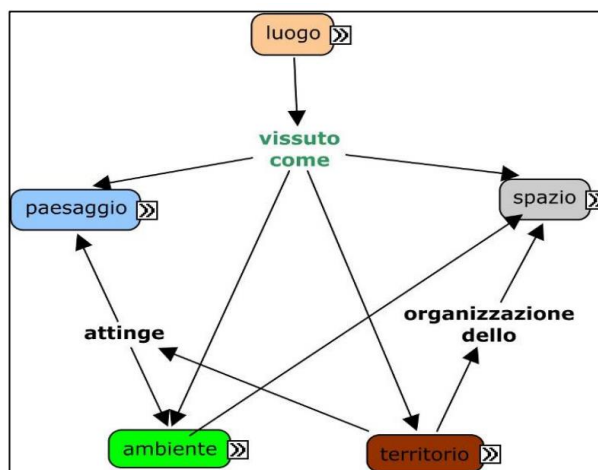 luogo
vissuto
come
paesaggio
spazio
attinge
organizzazione
dello
ambiente
territorio